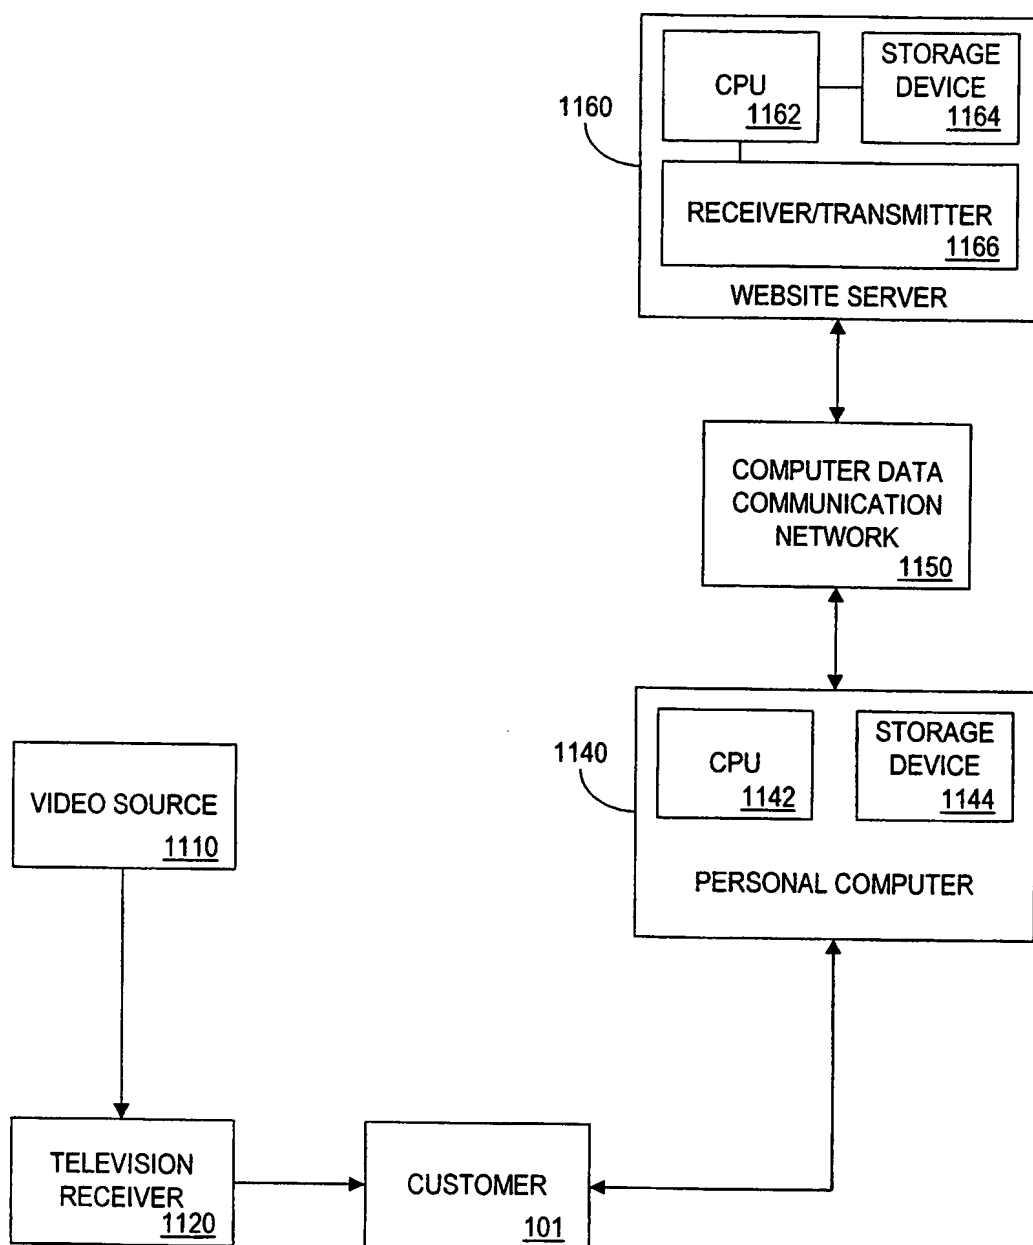 1160
CPU
1162
STORAGE
DEVICE
1164
RECEIVER/TRANSMITTER
1166
WEBSITE SERVER
COMPUTER DATA
COMMUNICATION
NETWORK
1150
1140
CPU
1142
STORAGE
DEVICE
1144
PERSONAL COMPUTER
VIDEO SOURCE
1110
TELEVISION
RECEIVER
1120
CUSTOMER
101